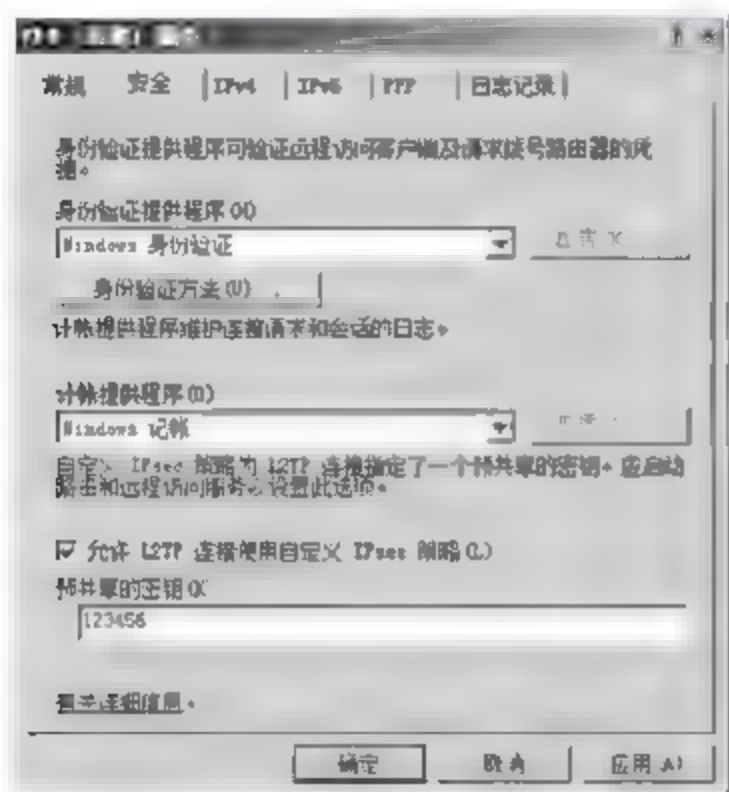 常规 安全 IPv4 IPv6 PPP 日志记录
身份验证提供程序可验证远程访问客户端及请求拨号路由器的凭
据。
身份验证提供程序(H)
Windows 身份验证
身份验证方法(U)
计帐提供程序维护连接请求和会话的日志。
计帐提供程序(D)
Windows 记帐
自定义 IPsec 策略为 L2TP 连接指定了一个预共享的密钥。应启动
路由和远程访问服务以设置此选项。
允许 L2TP 连接使用自定义 IPsec 策略(L)
预共享的密钥(K
123456
有关详细信息。
确定 取消 应用(A)